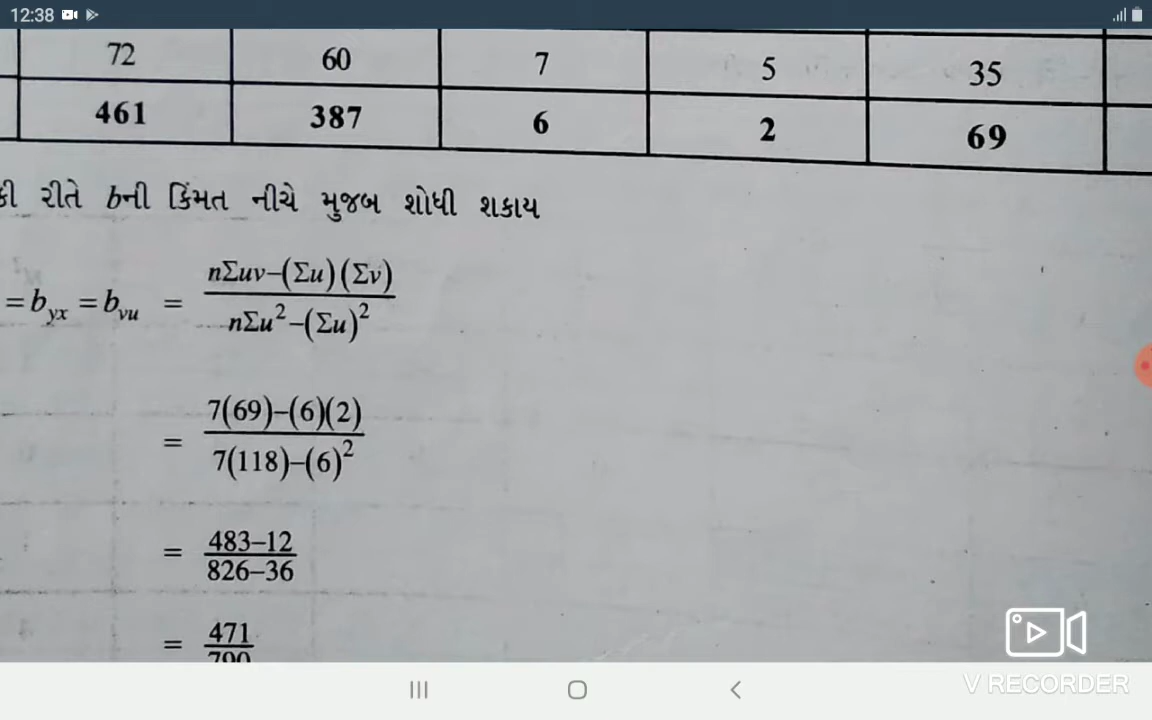 12:38
72 60 7 5 35
461 387 6 2 69
રીતે bની કિંમત નીચે મુજબ શોધી શકાય
= b_yx = b_vu = nΣuv–(Σu)(Σv) / nΣu²–(Σu)²
= 7(69)–(6)(2) / 7(118)–(6)²
= 483–12 / 826–36
= 471 / 790
V RECORDER